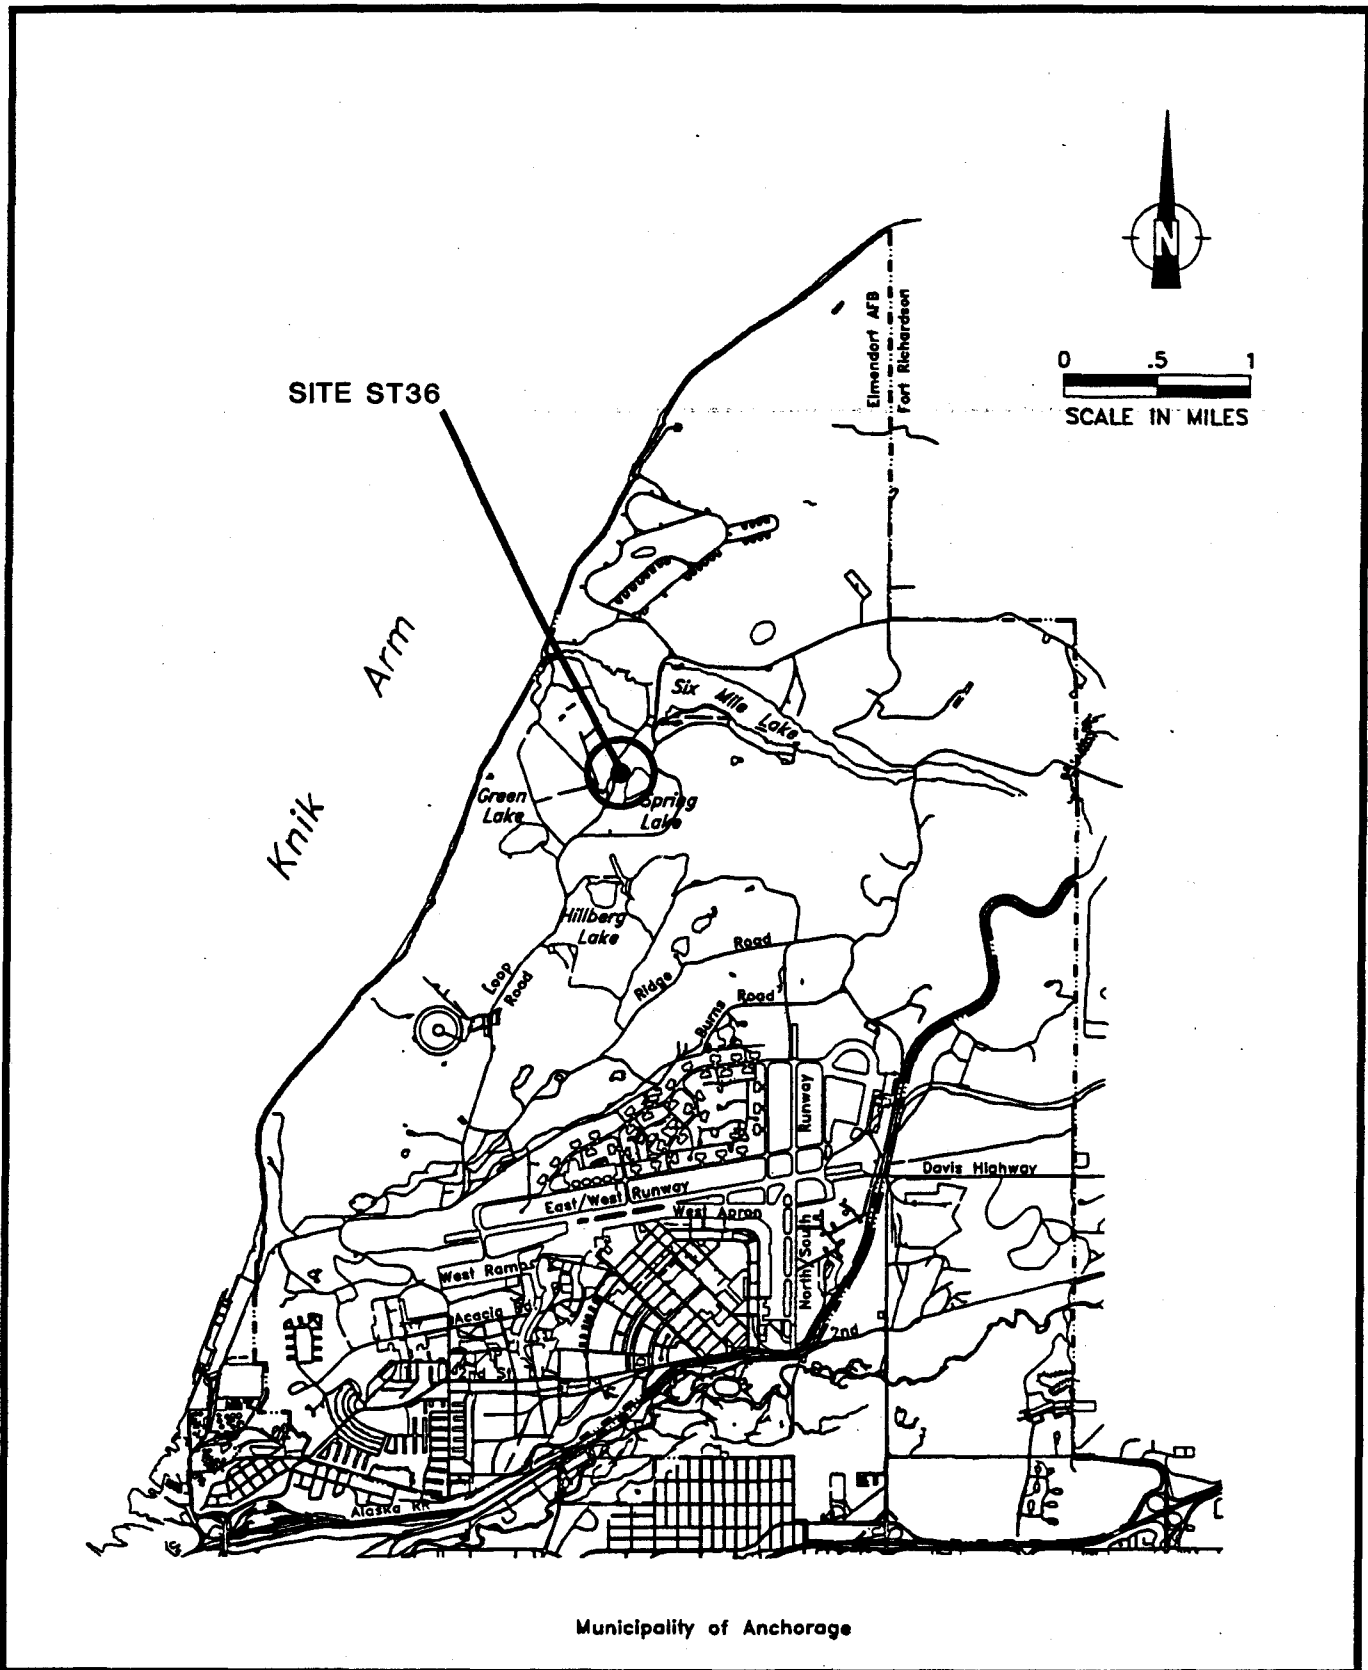 N
Elmendorf AFB
Fort Richardson
0 .5 1
SCALE IN MILES
SITE ST36
Knik Arm
Six Mile Lake
Green
Lake
Spring
Lake
Hillberg
Lake
Loop
Road
Ridge Road
Burns Road
Runway
Davis Highway
East/West Runway
West Apron
North/South
West Ramp
Acacia Rd.
2nd
2nd St.
Alaska RR
Municipality of Anchorage